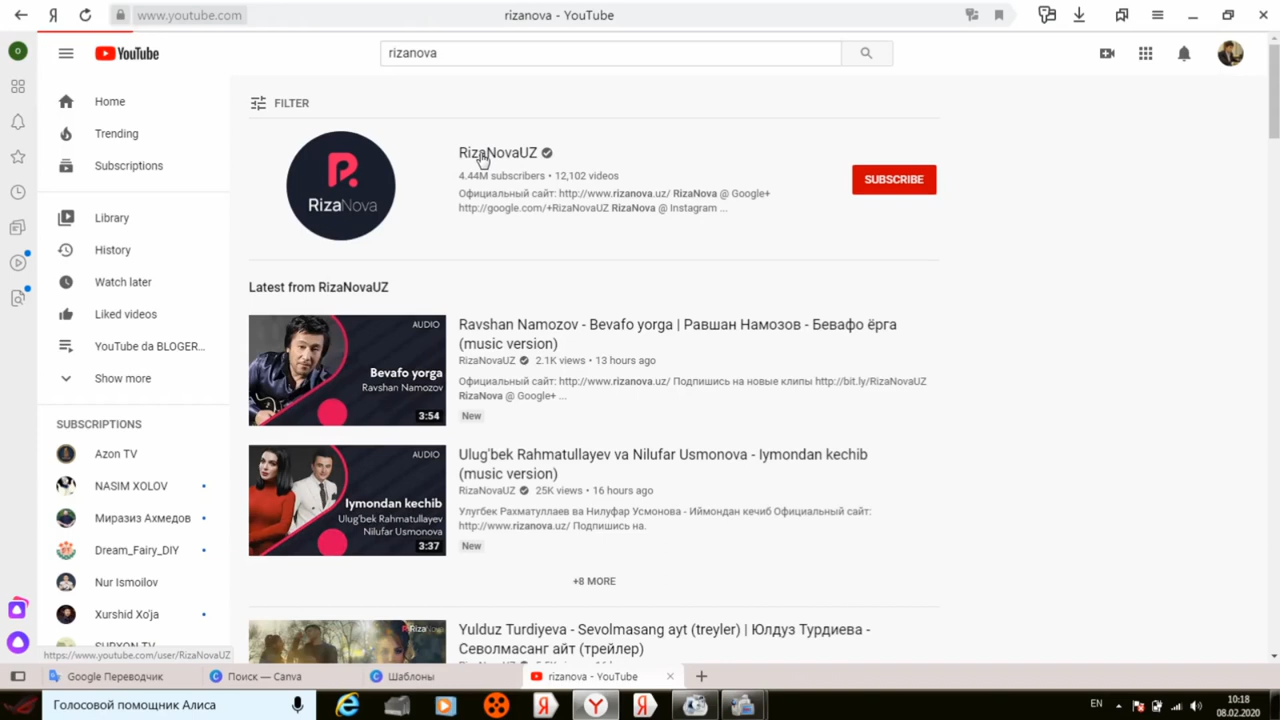 www.youtube.com
rizanova - YouTube
YouTube
rizanova
Home
Trending
Subscriptions
Library
History
Watch later
Liked videos
YouTube da BLOGER...
Show more
SUBSCRIPTIONS
Azon TV
NASIM XOLOV
Миразиз Ахмедов
Dream_Fairy_DIY
Nur Ismoilov
Xurshid Xo'ja
SURXON TV
https://www.youtube.com/user/RizaNovaUZ
FILTER
RizaNova
RizaNovaUZ
4.44M subscribers • 12,102 videos
Официальный сайт: http://www.rizanova.uz/ RizaNova @ Google+
http://google.com/+RizaNovaUZ RizaNova @ Instagram ...
SUBSCRIBE
Latest from RizaNovaUZ
AUDIO
Bevafo yorga
Ravshan Namozov
3:54
Ravshan Namozov - Bevafo yorga | Равшан Намозов - Бевафо ёрга
(music version)
RizaNovaUZ 2.1K views • 13 hours ago
Официальный сайт: http://www.rizanova.uz/ Подпишись на новые клипы http://bit.ly/RizaNovaUZ
RizaNova @ Google+ ...
New
AUDIO
Iymondan kechib
Ulug'bek Rahmatullayev
Nilufar Usmonova
3:37
Ulug'bek Rahmatullayev va Nilufar Usmonova - Iymondan kechib
(music version)
RizaNovaUZ 25K views • 16 hours ago
Улугбек Рахматуллаев ва Нилуфар Усмонова - Иймондан кечиб Официальный сайт:
http://www.rizanova.uz/ Подпишись на.
New
+8 MORE
Yulduz Turdiyeva - Sevolmasang ayt (treyler) | Юлдуз Турдиева -
Севолмасанг айт (трейлер)
Google Переводчик
Поиск — Canva
Шаблоны
rizanova - YouTube
Голосовой помощник Алиса
EN
10:18
08.02.2020